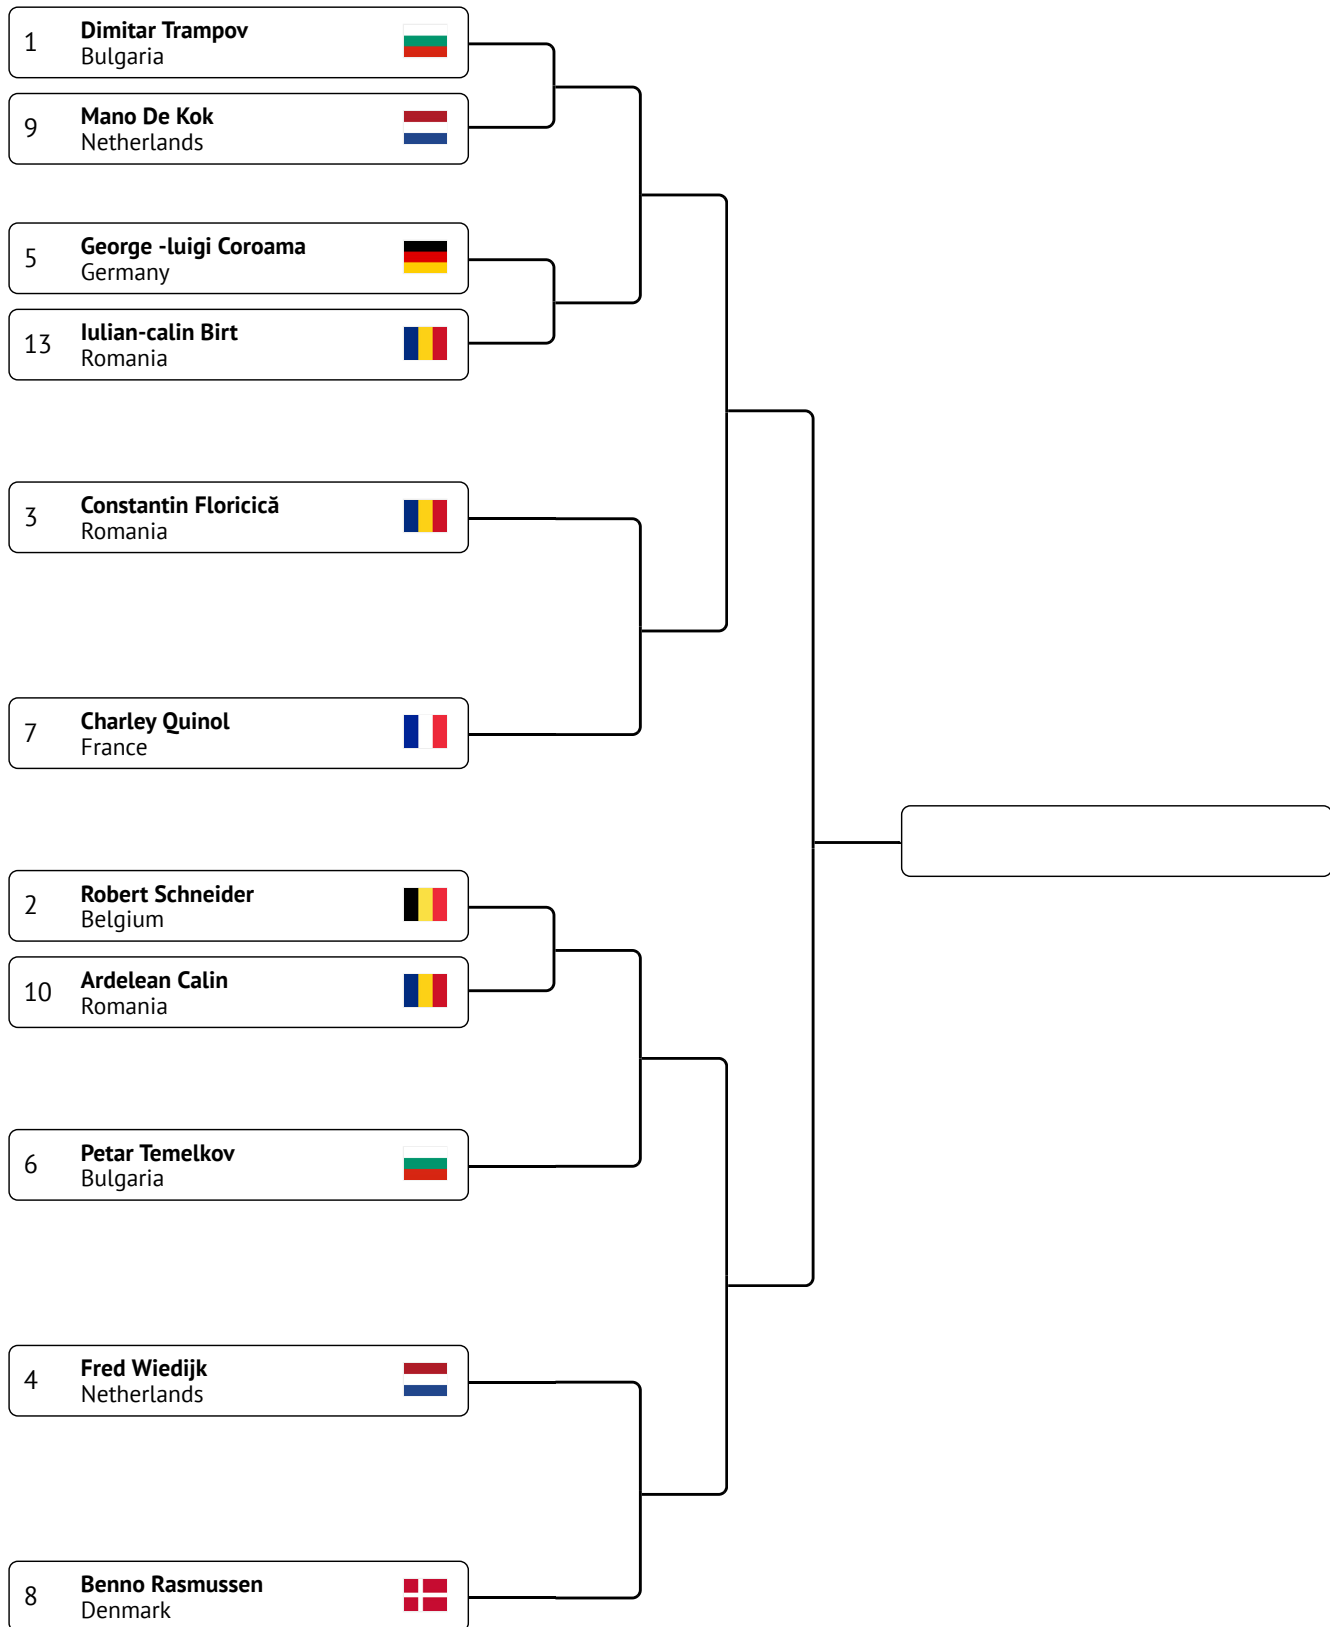 1
Dimitar Trampov
Bulgaria
9
Mano De Kok
Netherlands
5
George -luigi Coroama
Germany
13
Iulian-calin Birt
Romania
3
Constantin Floricică
Romania
7
Charley Quinol
France
2
Robert Schneider
Belgium
10
Ardelean Calin
Romania
6
Petar Temelkov
Bulgaria
4
Fred Wiedijk
Netherlands
8
Benno Rasmussen
Denmark